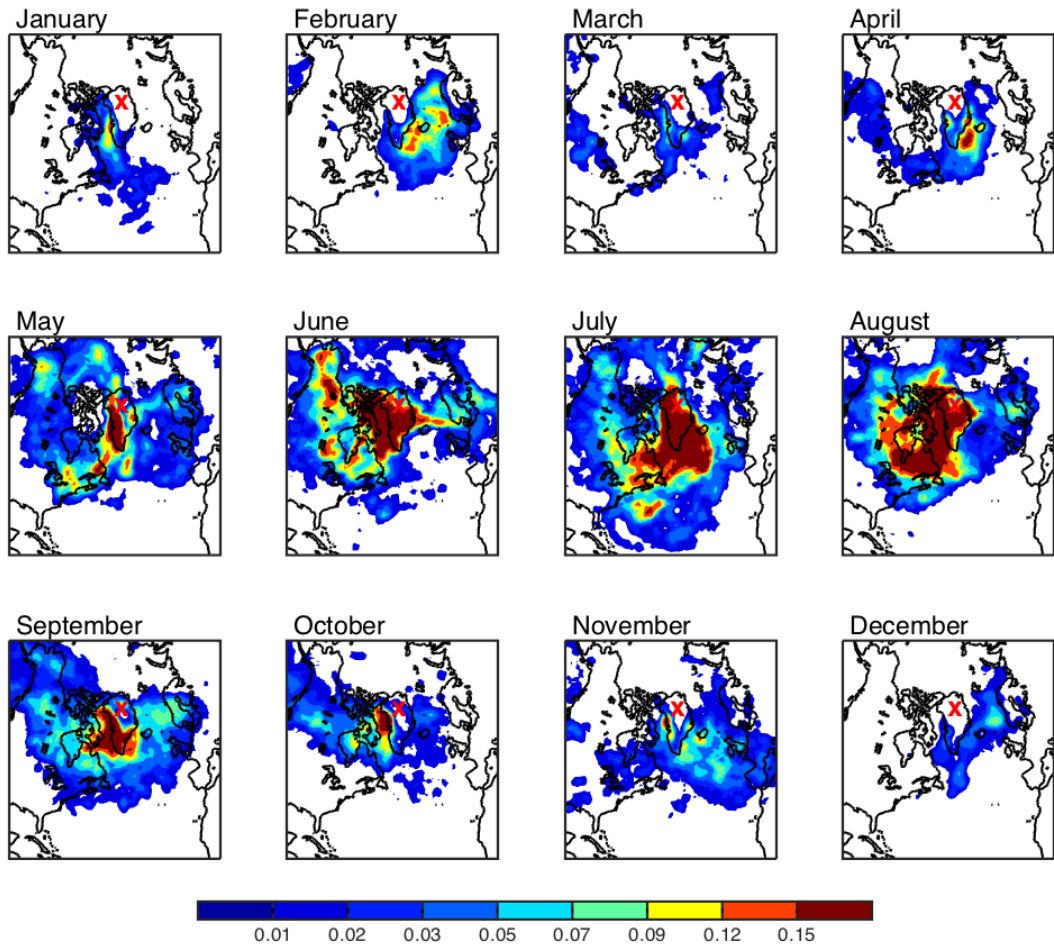 January February March April
X X X X
May June July August
X X X X
September October November December
X X X X
0.01 0.02 0.03 0.05 0.07 0.09 0.12 0.15